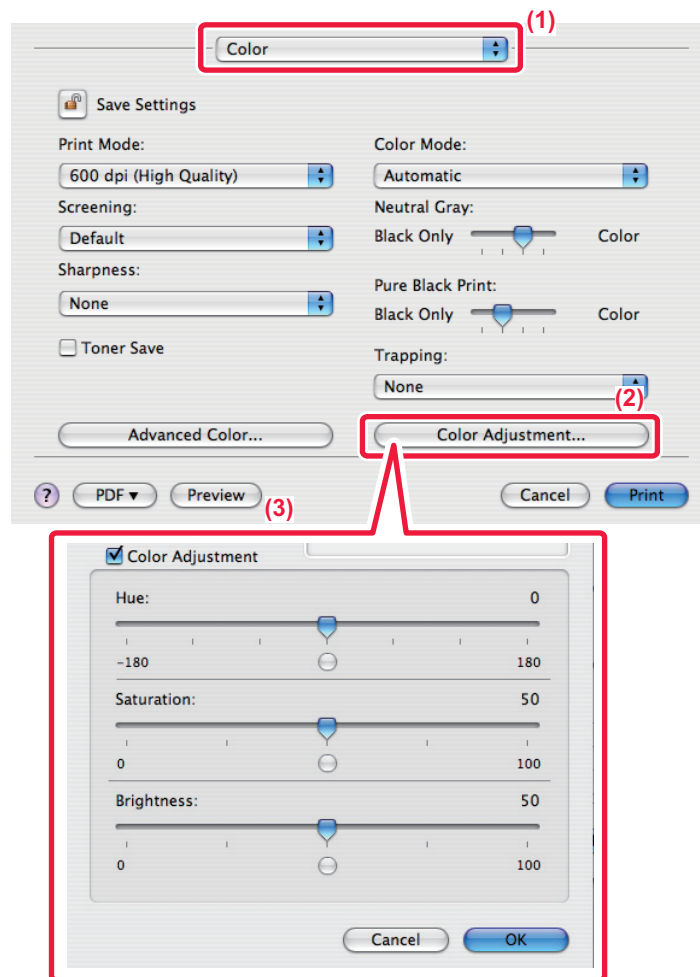 (1)
Color
Save Settings
Print Mode:
600 dpi (High Quality)
Screening:
Default
Sharpness:
None
Toner Save
Color Mode:
Automatic
Neutral Gray:
Black Only Color
Pure Black Print:
Black Only Color
Trapping:
None
(2)
Advanced Color... Color Adjustment...
? PDF▼ Preview Cancel Print
(3)
Color Adjustment
Hue: 0
-180 180
Saturation: 50
0 100
Brightness: 50
0 100
Cancel OK